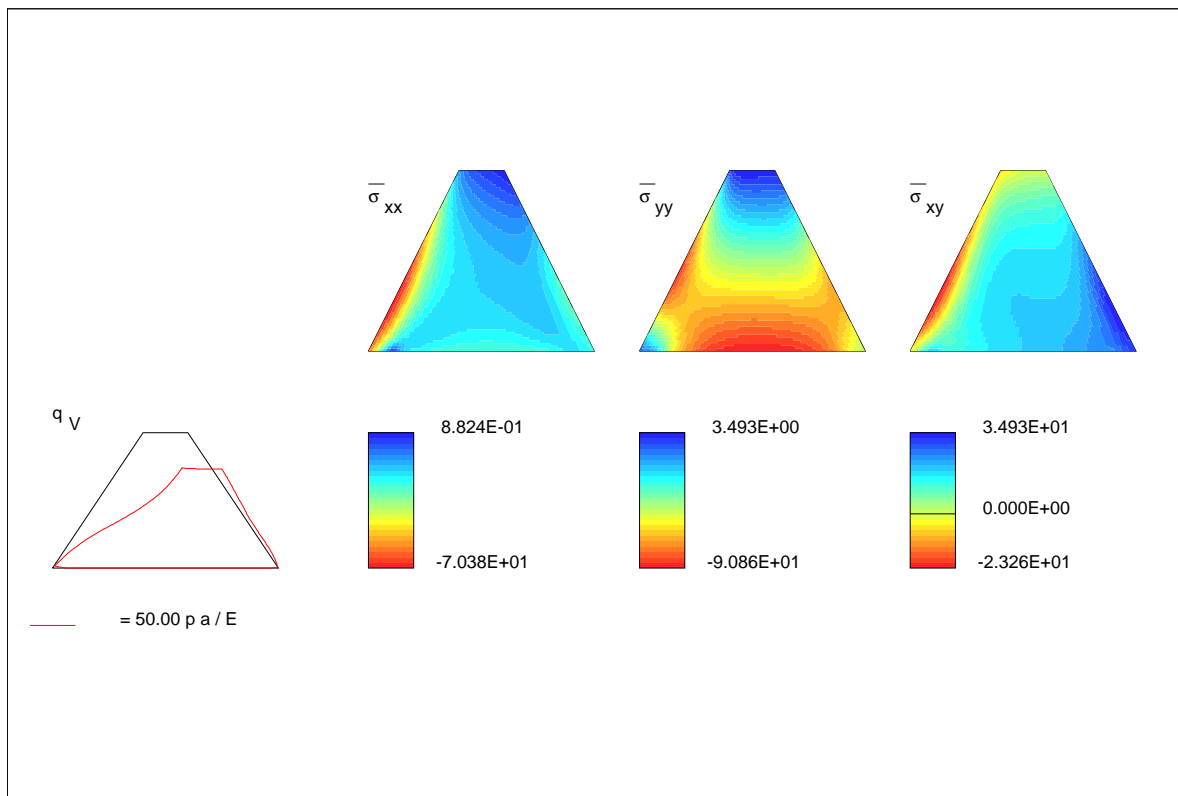 σ xx
σ yy
σ xy
q V
8.824E-01
3.493E+00
3.493E+01
0.000E+00
-7.038E+01
-9.086E+01
-2.326E+01
= 50.00 p a / E